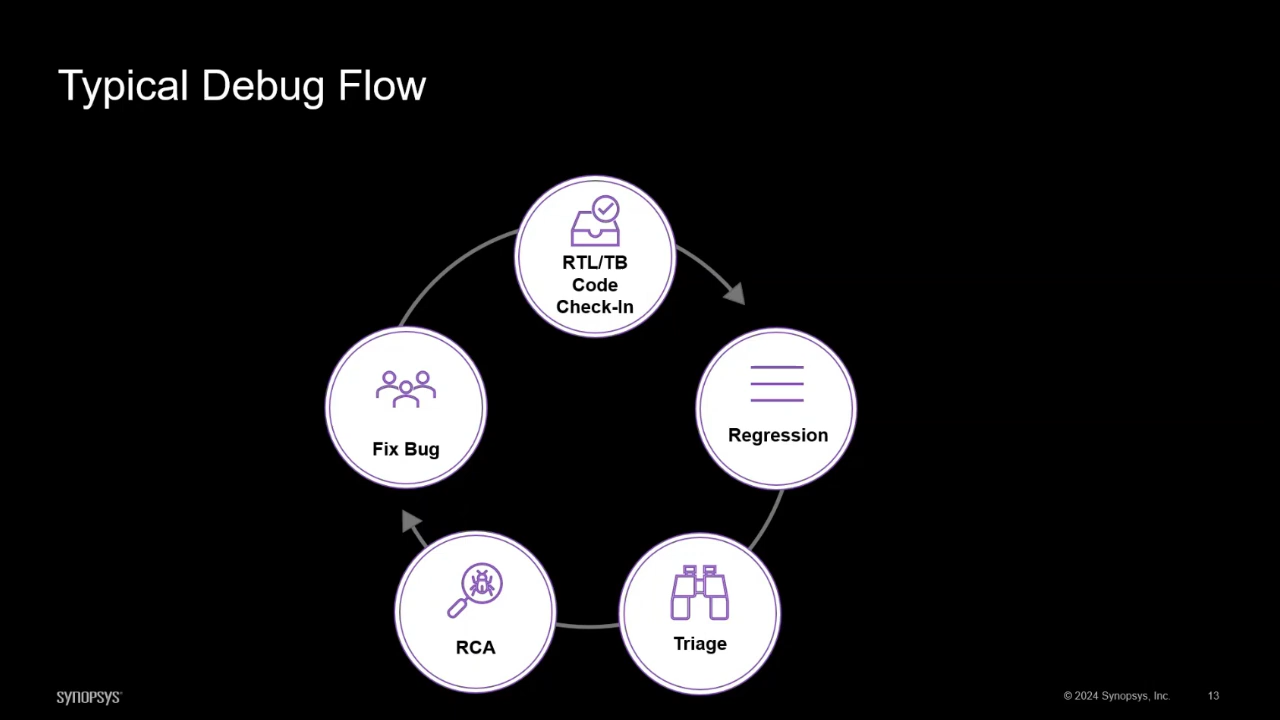 Typical Debug Flow
RTL/TB
Code
Check-In
Regression
Triage
RCA
Fix Bug
SYNOPSYS®
© 2024 Synopsys, Inc.
13